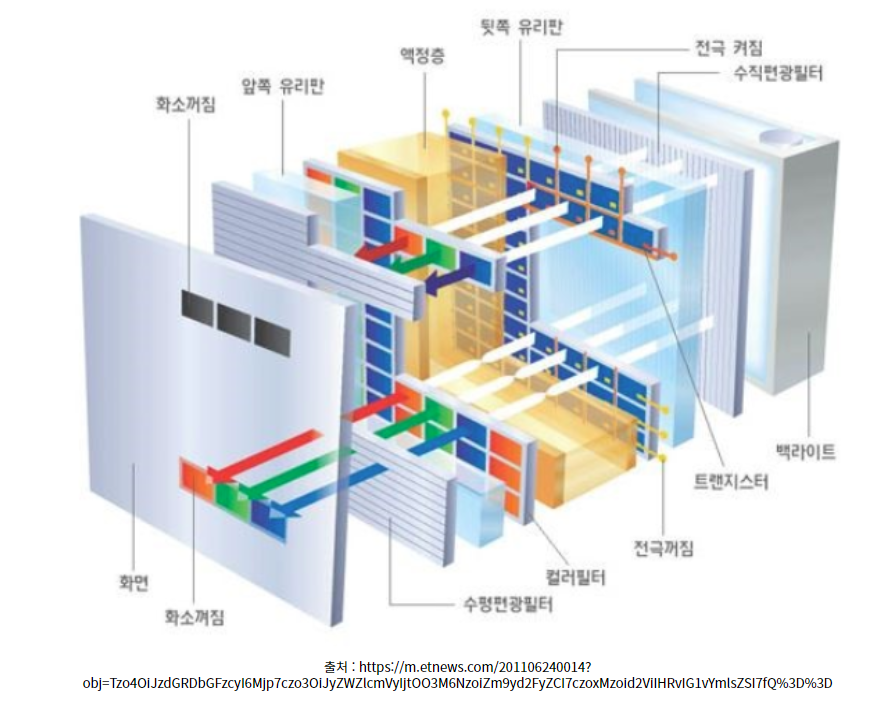 뒷쪽 유리판
전극 켜짐
액정층
수직편광필터
앞쪽 유리판
화소꺼짐
백라이트
트랜지스터
전극꺼짐
컬러필터
화면
수평편광필터
화소껴짐
출처 : https://m.etnews.com/201106240014?
obj=Tzo4OiJzdGRDbGFzcyI6Mjp7czo3OiJyZWZlcmVyIjtOO3M6NzoiZm9yd2FyZCI7czoxMzoid2ViIHRvIG1vYmlsZSI7fQ%3D%3D